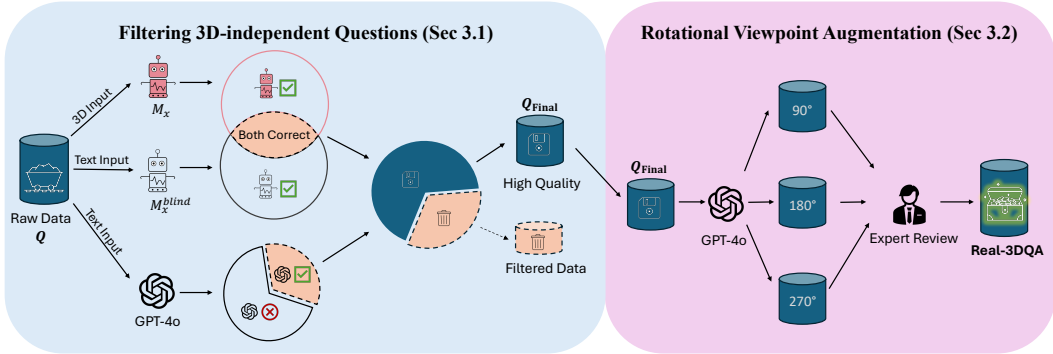 Filtering 3D-independent Questions (Sec 3.1)
3D Input
M_x
Text Input
M_x^blind
Raw Data
Q
Text Input
GPT-4o
Both Correct
Q_Final
High Quality
Filtered Data
Rotational Viewpoint Augmentation (Sec 3.2)
Q_Final
GPT-4o
90°
180°
270°
Expert Review
Real-3DQA